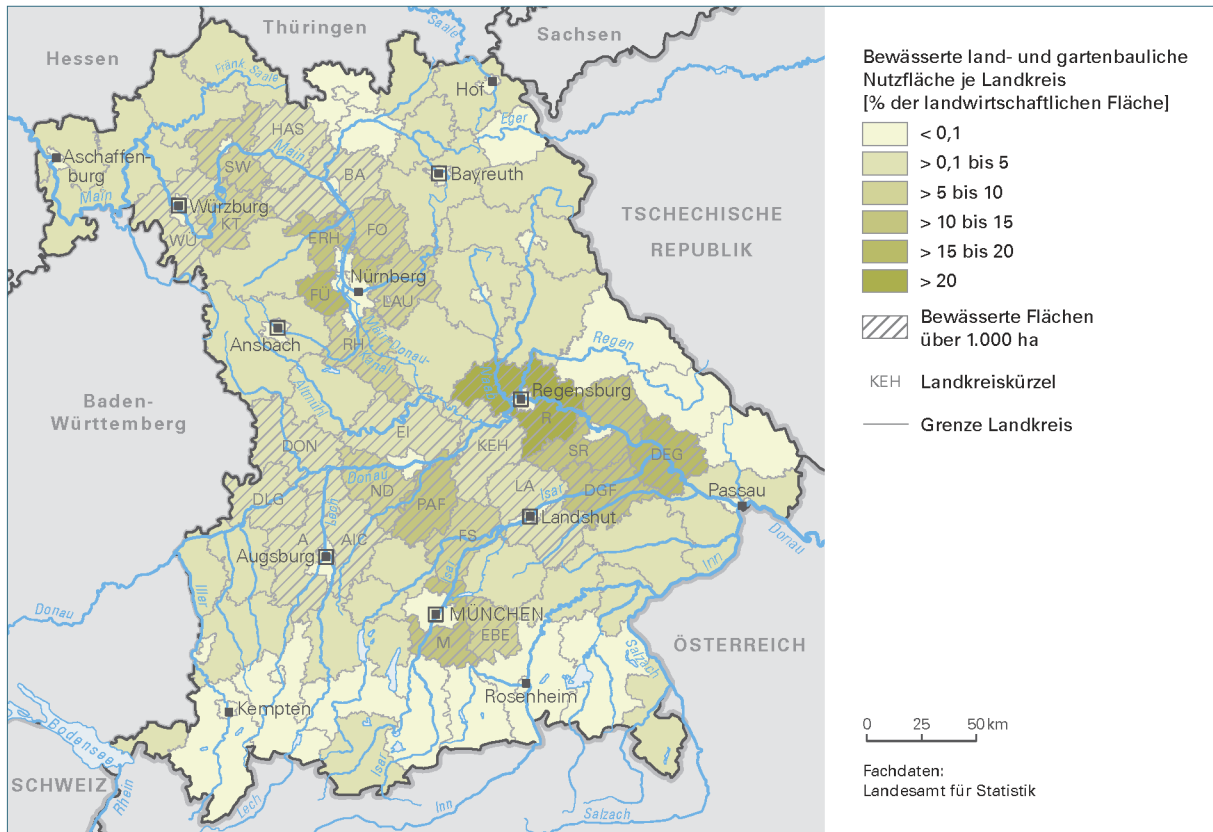 Thüringen
Saale
Sachsen
Hessen
Fränk. Saale
Hof
Eger
HAS
Main
Aschaffen-
burg
SW
BA
Bayreuth
Main
Würzburg
KT
WÜ
ERH
FO
TSCHECHISCHE
REPUBLIK
Nürnberg
FÜ
LAU
Ansbach
RH
Main-Donau-
Kanal
Regen
Altmühl
Naab
Regensburg
Baden-
Württemberg
R
EI
DON
KEH
SR
DEG
Donau
ND
LA
Isar
DGF
Passau
DLG
PAF
Lech
Landshut
Donau
A
AIC
FS
Augsburg
Isar
Inn
Iller
MÜNCHEN
Donau
M
EBE
ÖSTERREICH
Salzach
Rosenheim
Kempten
Bodensee
Isar
SCHWEIZ
Rhein
Lech
Inn
Salzach
Bewässerte land- und gartenbauliche
Nutzfläche je Landkreis
[% der landwirtschaftlichen Fläche]
< 0,1
> 0,1 bis 5
> 5 bis 10
> 10 bis 15
> 15 bis 20
> 20
Bewässerte Flächen
über 1.000 ha
KEH Landkreiskürzel
Grenze Landkreis
0 25 50 km
Fachdaten:
Landesamt für Statistik